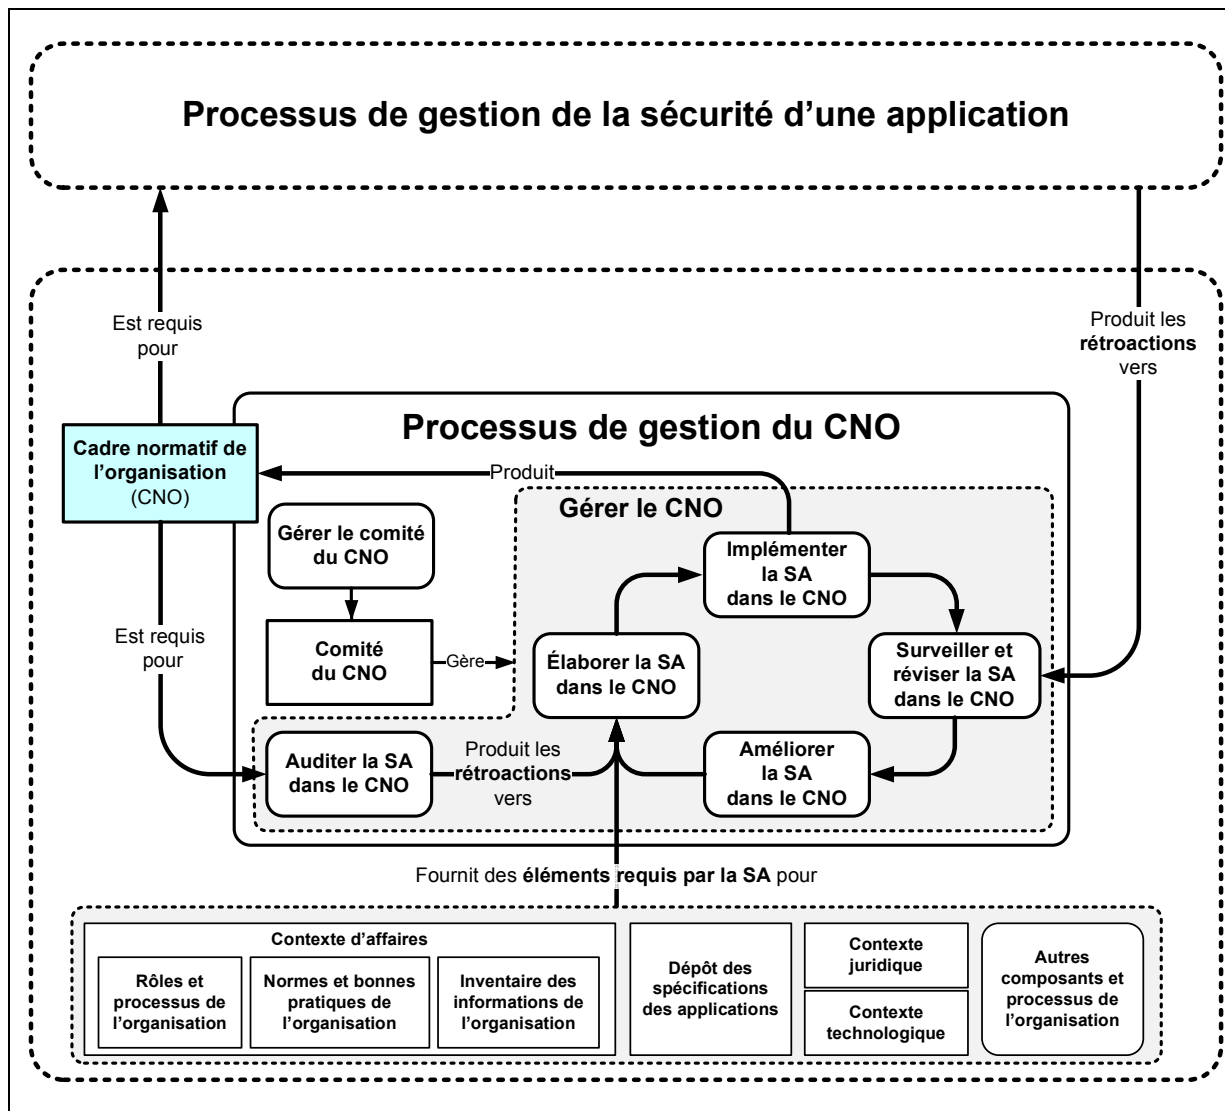 Processus de gestion de la sécurité d’une application
Est requis
pour
Produit les
rétroactions
vers
Processus de gestion du CNO
Cadre normatif de
l’organisation
(CNO)
Produit
Gérer le CNO
Gérer le comité
du CNO
Implémenter
la SA
dans le CNO
Est requis
pour
Comité
du CNO
Gère
Élaborer la SA
dans le CNO
Surveiller et
réviser la SA
dans le CNO
Auditer la SA
dans le CNO
Produit les
rétroactions
vers
Améliorer
la SA
dans le CNO
Fournit des éléments requis par la SA pour
Contexte d’affaires
Rôles et
processus de
l’organisation
Normes et bonnes
pratiques de
l’organisation
Inventaire des
informations de
l’organisation
Dépôt des
spécifications
des applications
Contexte
juridique
Contexte
technologique
Autres
composants et
processus de
l’organisation